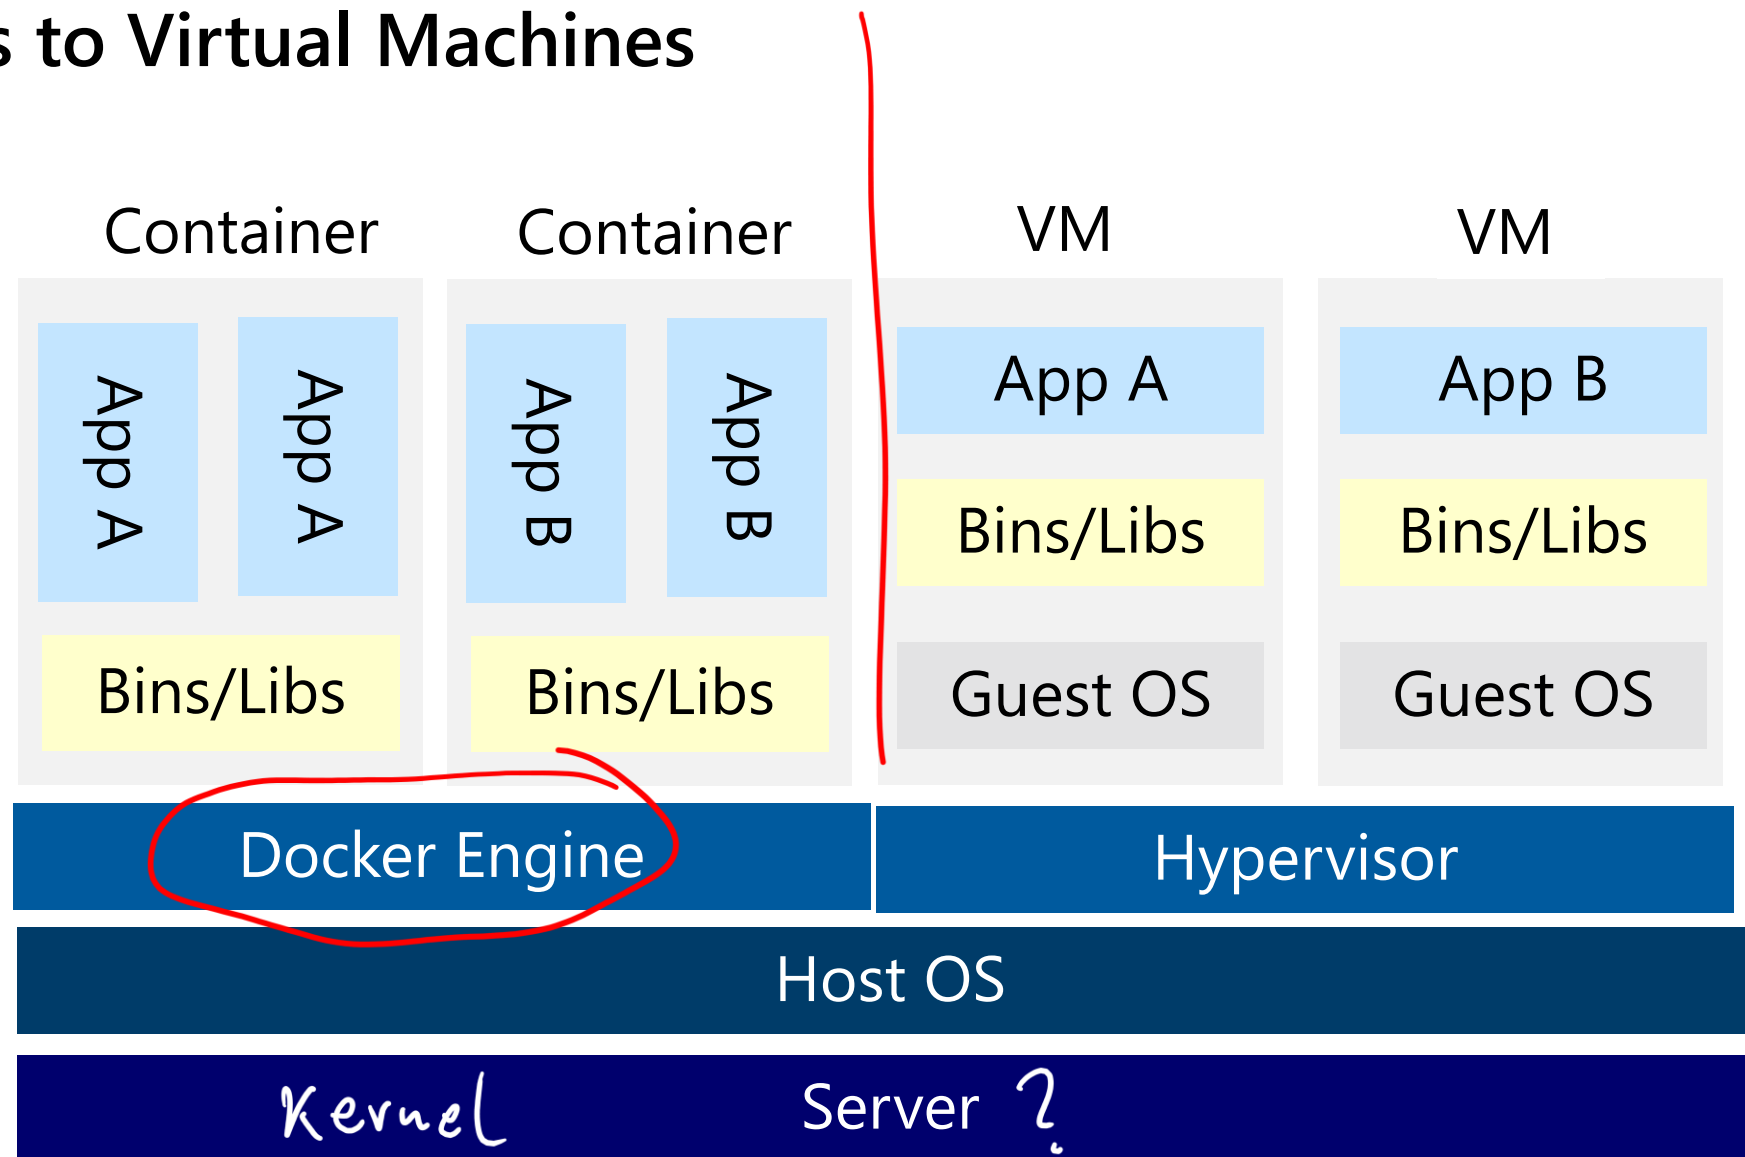 s to Virtual Machines
Container Container VM VM
App A App A App B App B App A App B
Bins/Libs Bins/Libs
Bins/Libs Bins/Libs Guest OS Guest OS
Docker Engine Hypervisor
Host OS
Kernel Server ?